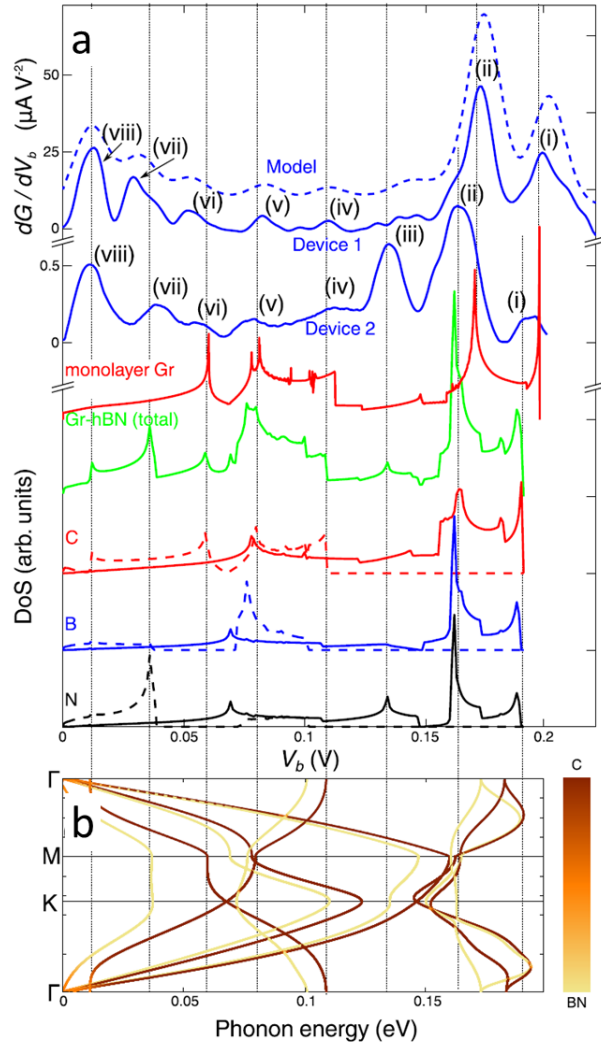 a
dG / dV_b (μA V⁻²)
50
25
0
0.5
0
(viii)
(vii)
(vi)
(v)
(iv)
(ii)
(i)
Model
Device 1
(viii)
(vii)
(vi)
(v)
(iv)
(iii)
(ii)
(i)
Device 2
monolayer Gr
Gr-hBN (total)
C
B
N
DoS (arb. units)
0 0.05 0.1 0.15 0.2
V_b (V)
b
Γ
M
K
Γ
0 0.05 0.1 0.15
Phonon energy (eV)
C
BN